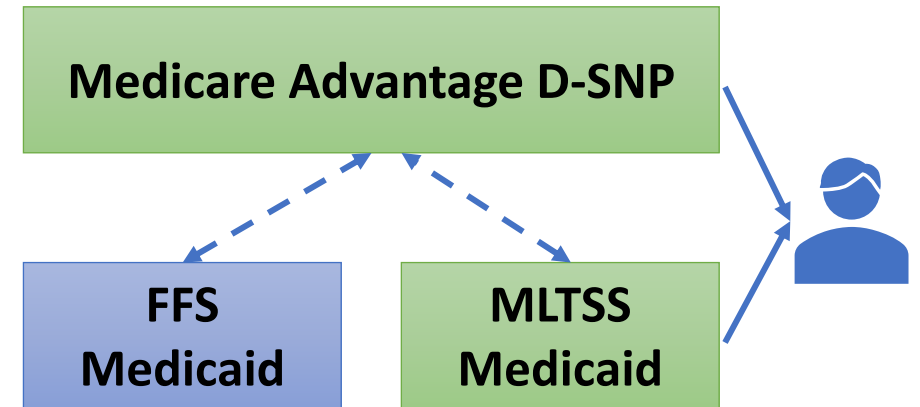 Medicare Advantage D-SNP
FFS
Medicaid
MLTSS
Medicaid